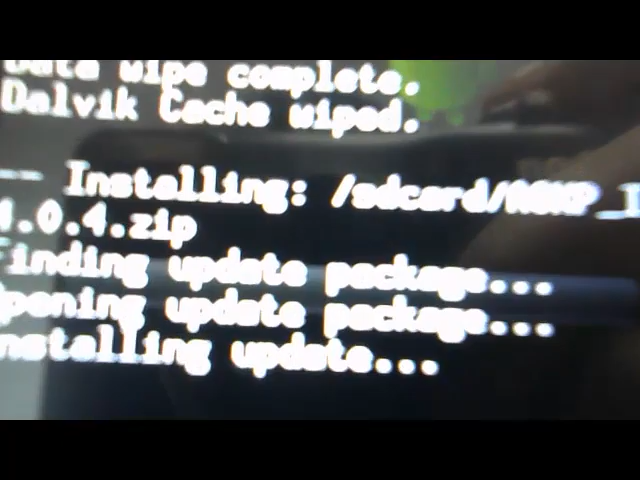 Data wipe complete.
Dalvik Cache wiped.
-- Installing: /sdcard/AOKP_I
4.0.4.zip
Finding update package...
Opening update package...
Installing update...